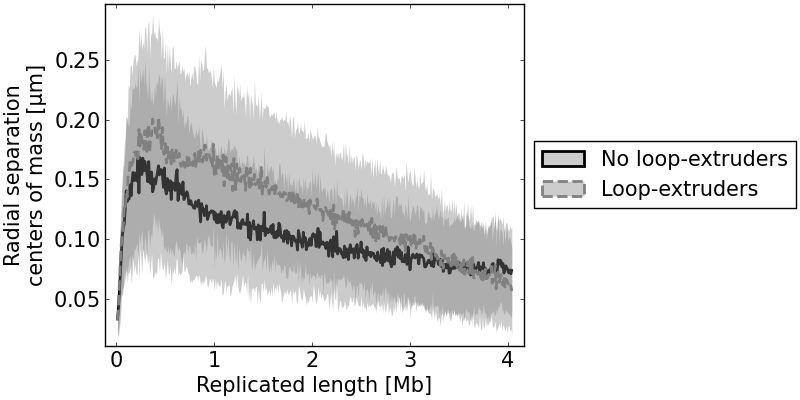 Radial separation
centers of mass [μm]
0.25
0.20
0.15
0.10
0.05
0
1
2
3
4
Replicated length [Mb]
No loop-extruders
Loop-extruders